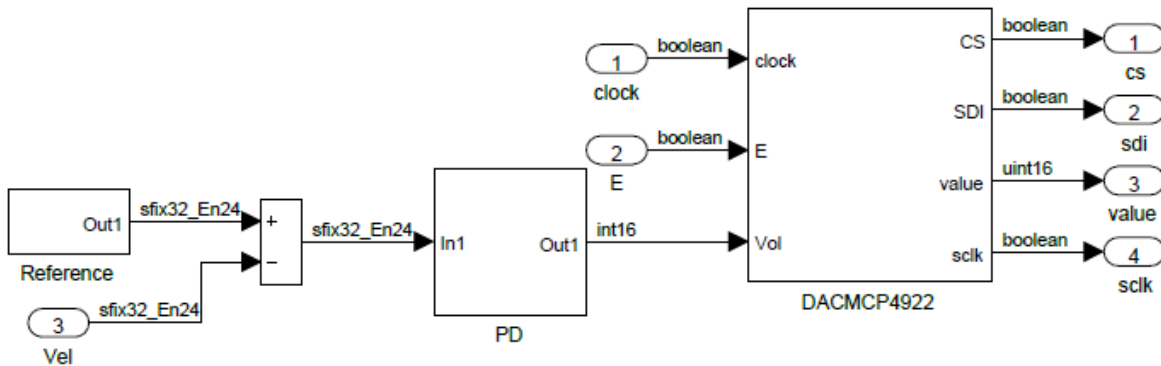 boolean
1
clock
clock
boolean
2
E
E
CS
boolean
1
cs
SDI
boolean
2
sdi
value
uint16
3
value
sclk
boolean
4
sclk
Vol
DACMCP4922
Out1
Reference
sfix32_En24
+
−
3
Vel
sfix32_En24
sfix32_En24
In1
Out1
PD
int16